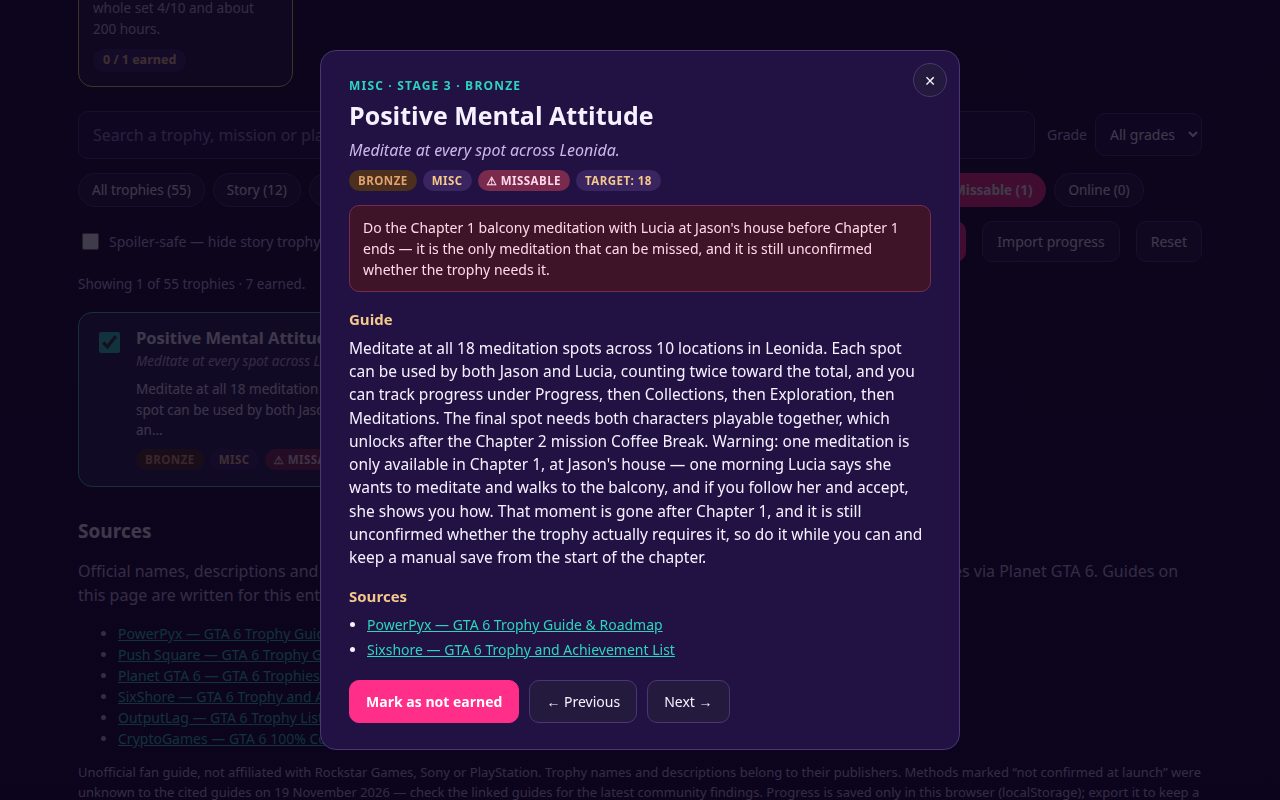 whole set 4/10 and about
200 hours.
0 / 1 earned
MISC · STAGE 3 · BRONZE
×
Positive Mental Attitude
Meditate at every spot across Leonida.
BRONZE MISC ⚠ MISSABLE TARGET: 18
Do the Chapter 1 balcony meditation with Lucia at Jason's house before Chapter 1
ends — it is the only meditation that can be missed, and it is still unconfirmed
whether the trophy needs it.
Guide
Meditate at all 18 meditation spots across 10 locations in Leonida. Each spot
can be used by both Jason and Lucia, counting twice toward the total, and you
can track progress under Progress, then Collections, then Exploration, then
Meditations. The final spot needs both characters playable together, which
unlocks after the Chapter 2 mission Coffee Break. Warning: one meditation is
only available in Chapter 1, at Jason's house — one morning Lucia says she
wants to meditate and walks to the balcony, and if you follow her and accept,
she shows you how. That moment is gone after Chapter 1, and it is still
unconfirmed whether the trophy actually requires it, so do it while you can and
keep a manual save from the start of the chapter.
Sources
• PowerPyx — GTA 6 Trophy Guide & Roadmap
• Sixshore — GTA 6 Trophy and Achievement List
Mark as not earned ← Previous Next →
Search a trophy, mission or
Grade All grades
All trophies (55) Story (12) Missable (1) Online (0)
Spoiler-safe — hide story trophy
Import progress Reset
Showing 1 of 55 trophies · 7 earned.
Positive Mental
Meditate at every spot across
Meditate at all 18 meditation
spot can be used by both
an…
BRONZE MISC ⚠
Sources
Official names, descriptions and
via Planet GTA 6. Guides on
this page are written for this
• PowerPyx — GTA 6 Trophy
• Push Square — GTA 6 Trophy
• Planet GTA 6 — GTA 6 Trophies
• SixShore — GTA 6 Trophy and
• OutputLag — GTA 6 Trophy
• CryptoGames — GTA 6 100%
Unofficial fan guide, not affiliated with Rockstar Games, Sony or PlayStation. Trophy names and descriptions belong to their publishers. Methods marked “not confirmed at launch” were
unknown to the cited guides on 19 November 2026 — check the linked guides for the latest community findings. Progress is saved only in this browser (localStorage); export it to keep a